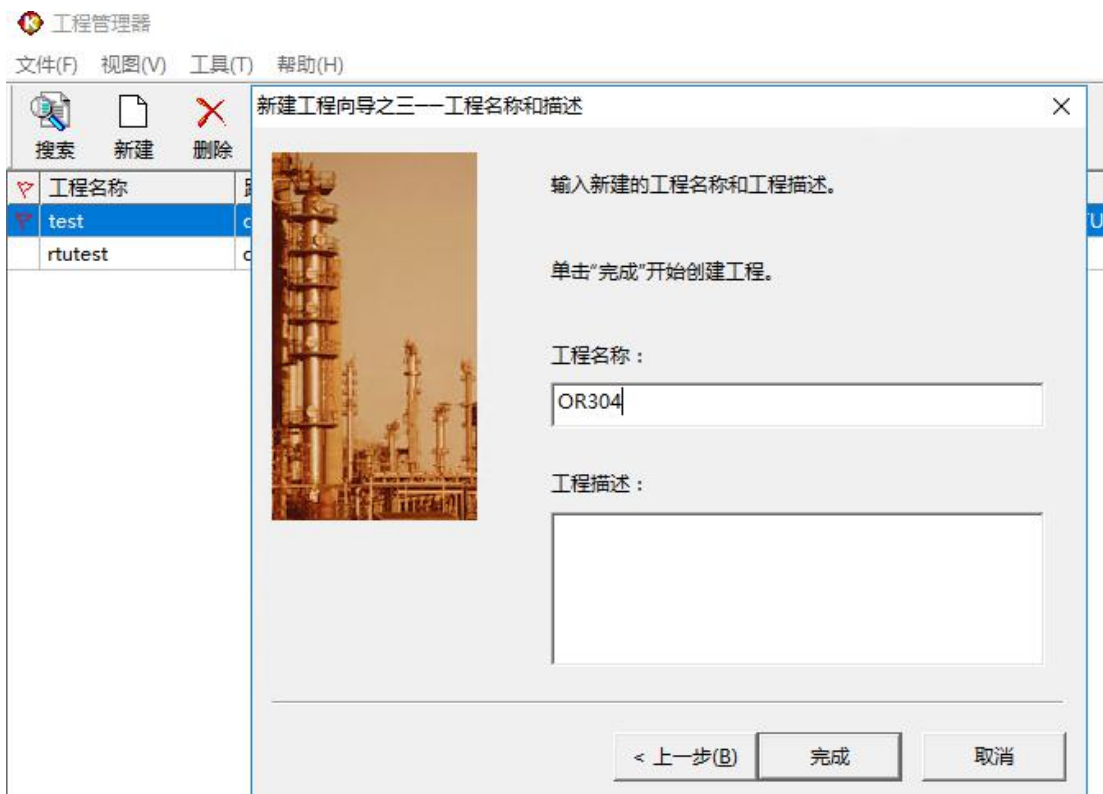 工程管理器
文件(F) 视图(V) 工具(T) 帮助(H)
搜索 新建 删除
新建工程向导之三——工程名称和描述
工程名称
test
rtutest
输入新建的工程名称和工程描述。
单击“完成”开始创建工程。
工程名称：
OR304
工程描述：
< 上一步(B) 完成 取消